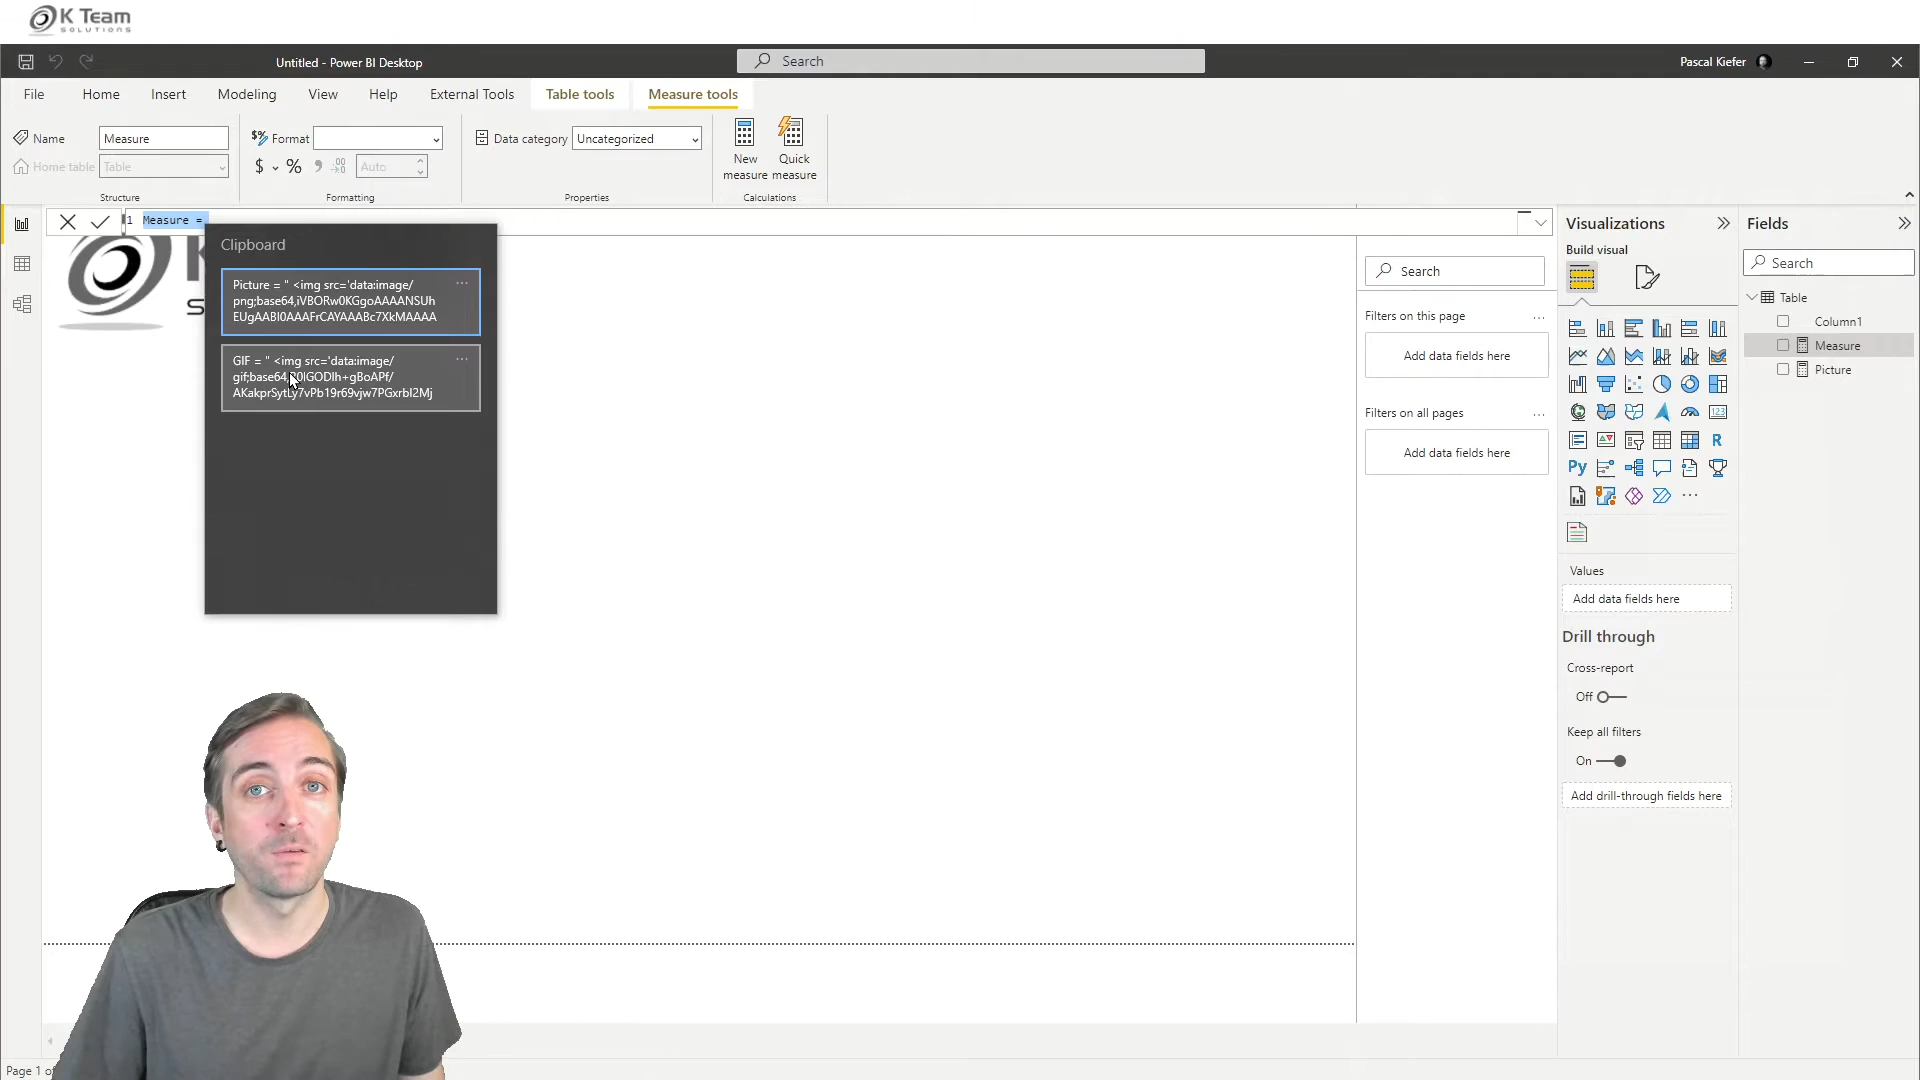 K Team
SOLUTIONS
Untitled - Power BI Desktop
Search
Pascal Kiefer
File
Home
Insert
Modeling
View
Help
External Tools
Table tools
Measure tools
Name
Measure
Format
Data category
Uncategorized
New
measure
Quick
measure
Home table
Table
$
%
Auto
Structure
Formatting
Properties
Calculations
1 Measure =
Clipboard
Picture = " <img src='data:image/
png;base64,iVBORw0KGgoAAAANSUh
EUgAABI0AAAFrCAYAAABc7XkMAAAA
GIF = " <img src='data:image/
AKakprSytLy7vPb19r69vjw7PGxrbI2Mj
K
S
Search
Filters on this page
Add data fields here
Filters on all pages
Add data fields here
Visualizations
Build visual
123
R
Py
Values
Add data fields here
Drill through
Cross-report
Off
Keep all filters
On
Add drill-through fields here
Fields
Search
Table
Column1
Measure
Picture
Page 1